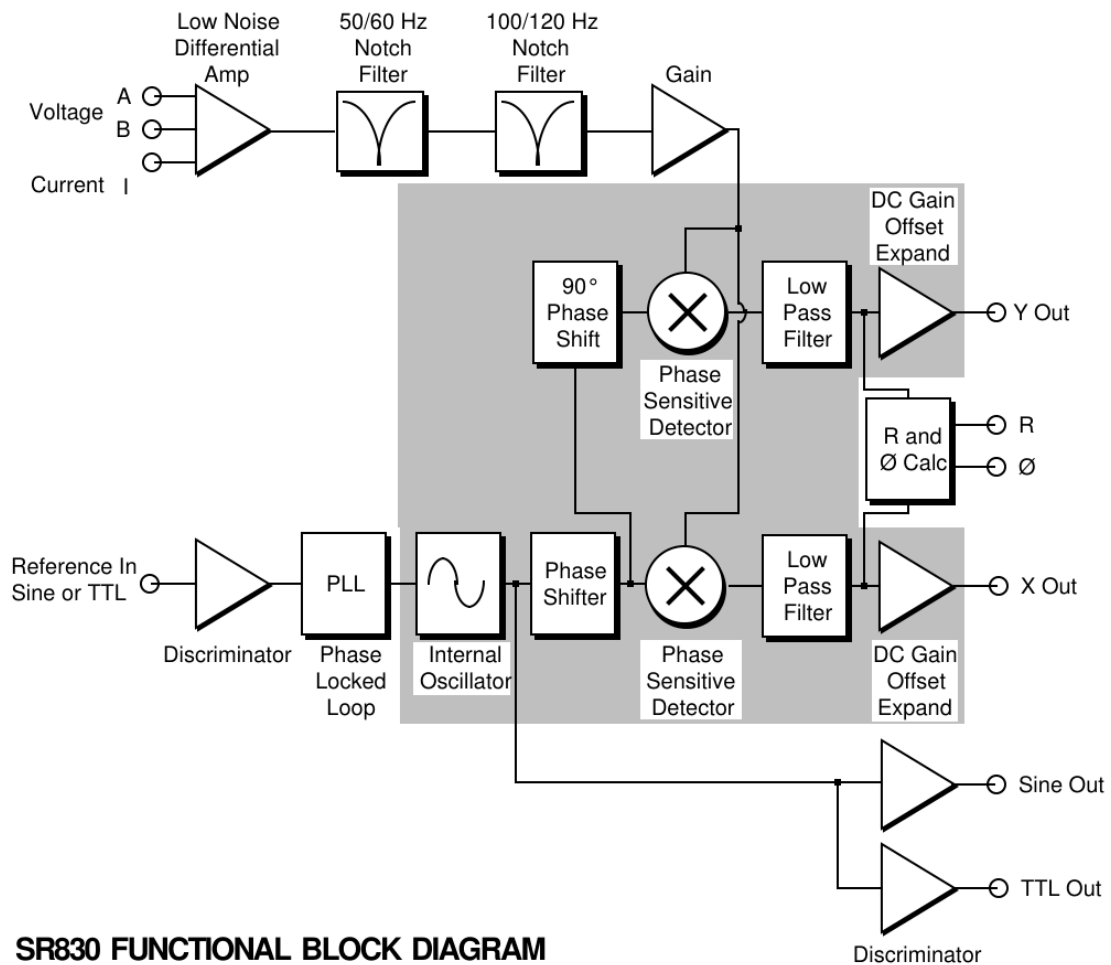 Low Noise
Differential
Amp
50/60 Hz
Notch
Filter
100/120 Hz
Notch
Filter
Gain
Voltage
A
B
Current I
DC Gain
Offset
Expand
90°
Phase
Shift
Low
Pass
Filter
Y Out
Phase
Sensitive
Detector
R and
Ø Calc
R
Ø
Reference In
Sine or TTL
PLL
Phase
Shifter
Low
Pass
Filter
X Out
Discriminator
Phase
Locked
Loop
Internal
Oscillator
Phase
Sensitive
Detector
DC Gain
Offset
Expand
Sine Out
TTL Out
Discriminator
SR830 FUNCTIONAL BLOCK DIAGRAM